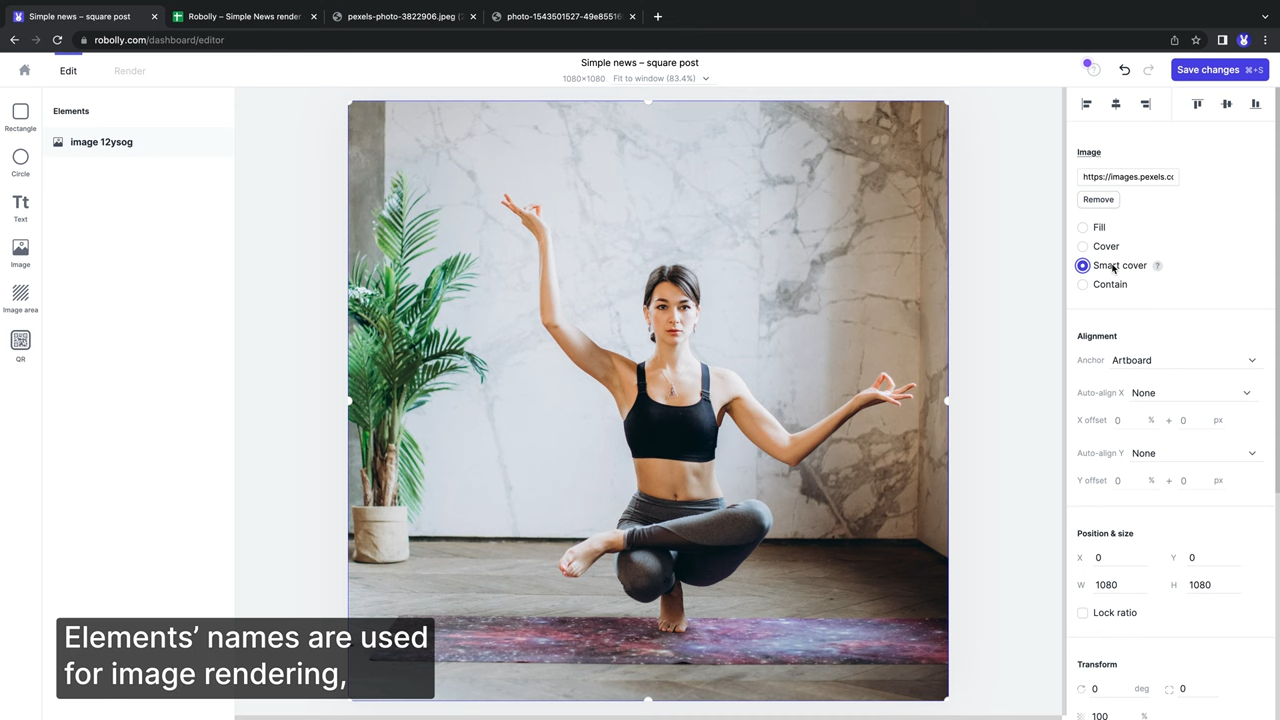 Simple news – square post
Robolly – Simple News render
pexels-photo-3822906.jpeg (
photo-1543501527-49e85516
robolly.com/dashboard/editor
Edit
Render
Simple news – square post
1080×1080 Fit to window (83.4%)
Save changes ⌘+S
Rectangle
Circle
Tt
Text
Image
Image area
QR
Elements
image 12ysog
Image
https://images.pexels.cc
Remove
Fill
Cover
Smart cover ?
Contain
Alignment
Anchor Artboard
Auto-align X None
X offset 0 % + 0 px
Auto-align Y None
Y offset 0 % + 0 px
Position & size
X 0 Y 0
W 1080 H 1080
Lock ratio
Transform
0 deg 0
100 %
Elements’ names are used
for image rendering,